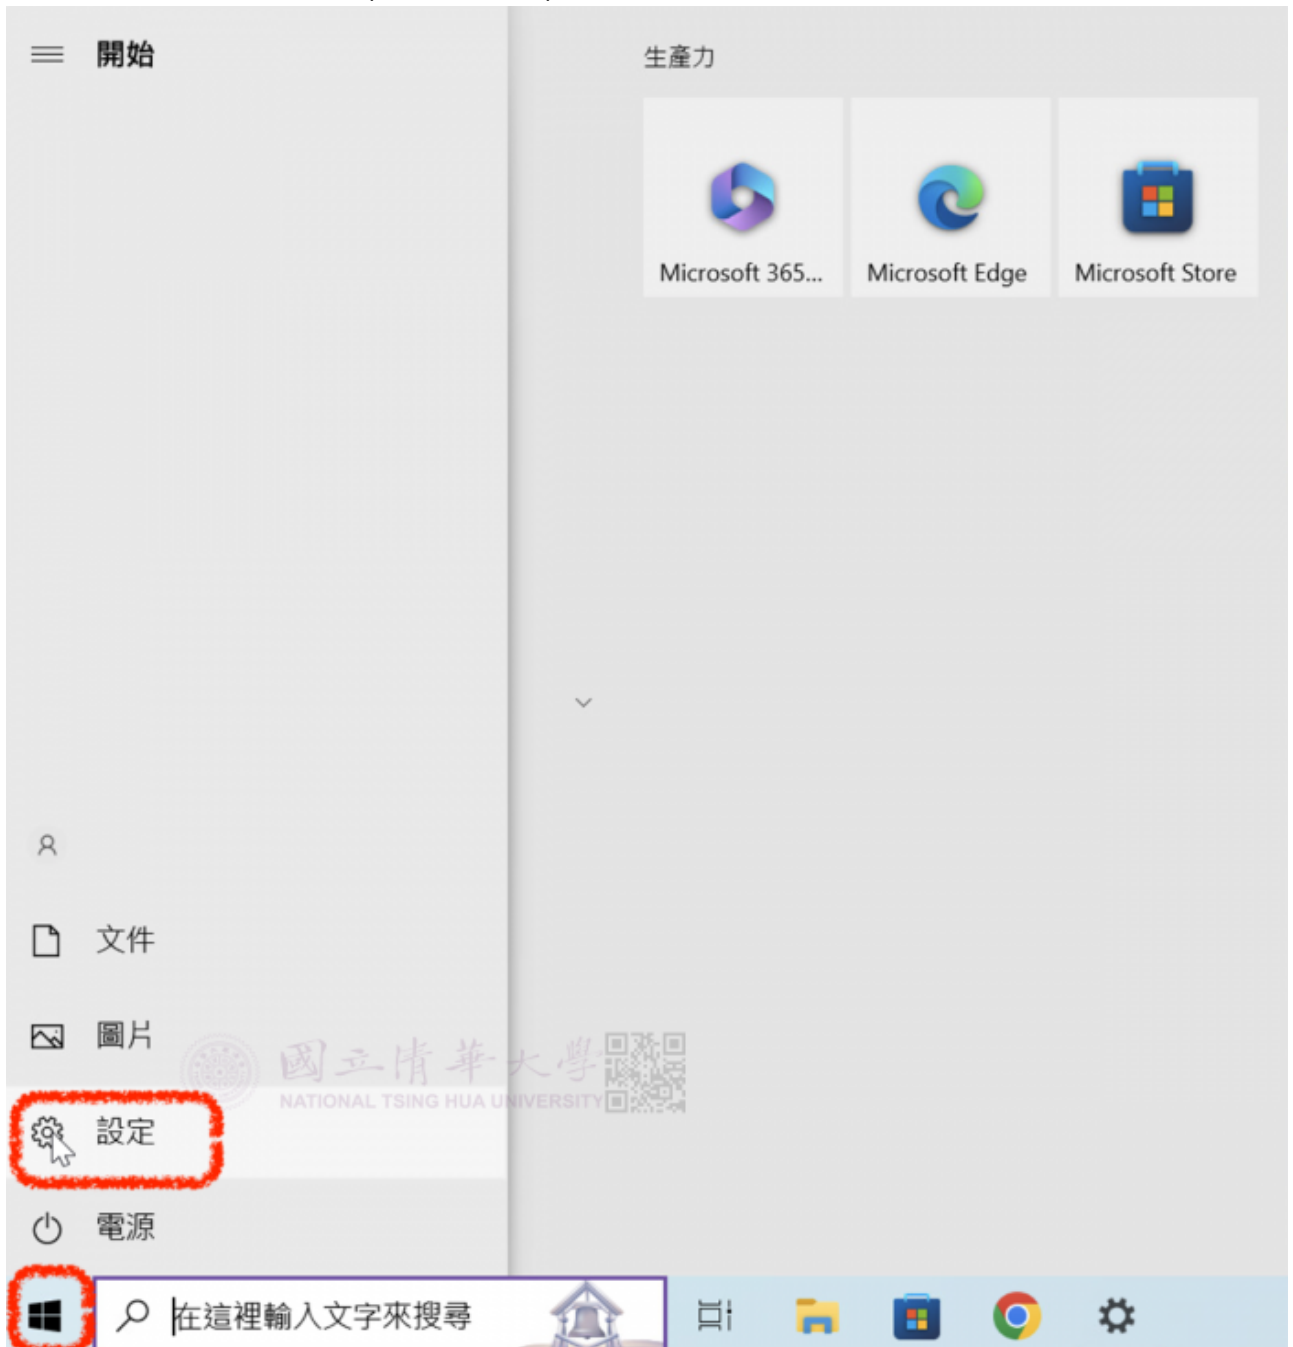 開始
生產力
Microsoft 365...
Microsoft Edge
Microsoft Store
文件
圖片
國立清華大學
NATIONAL TSING HUA UNIVERSITY
設定
電源
在這裡輸入文字來搜尋